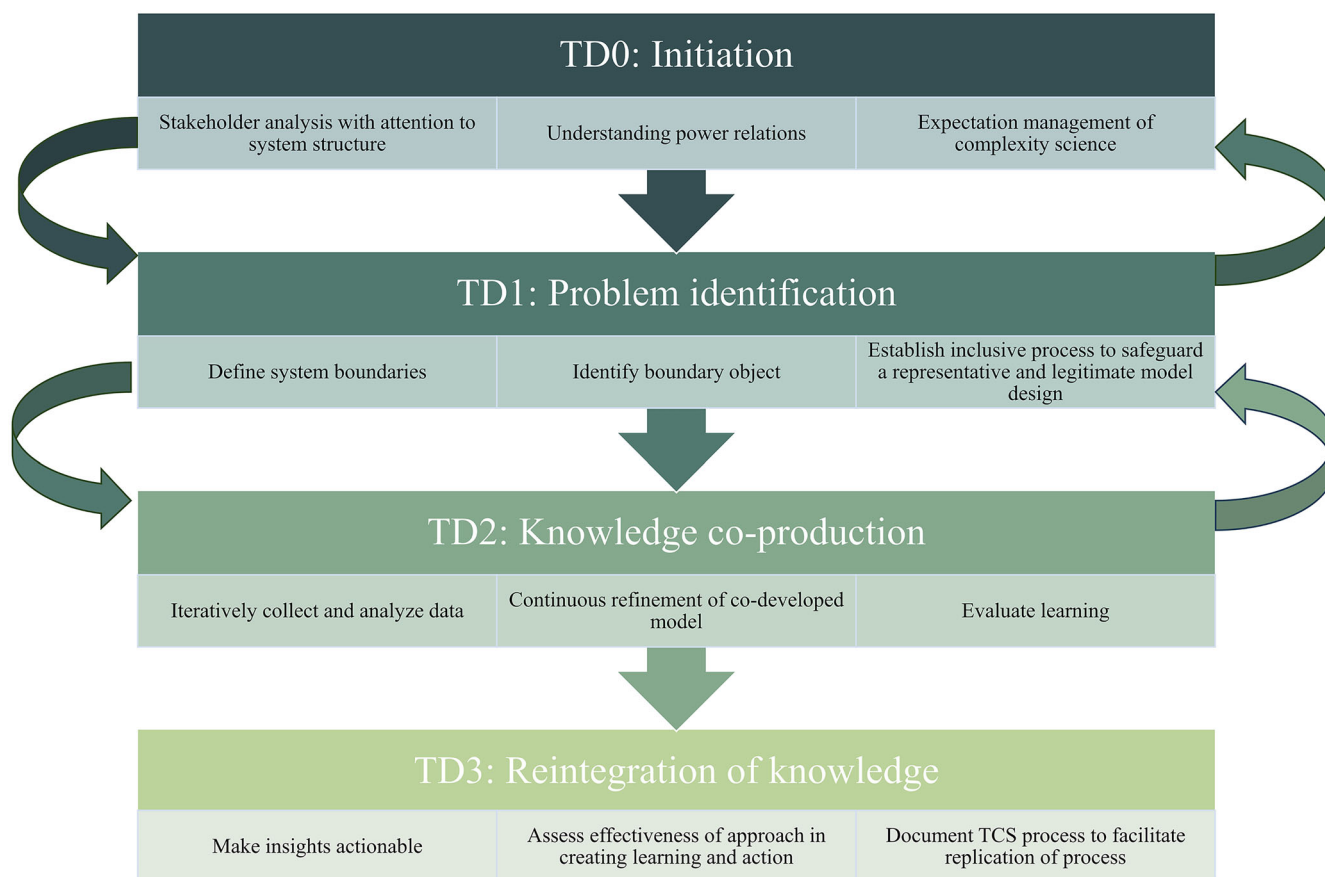 TD0: Initiation
Stakeholder analysis with attention to
system structure
Understanding power relations
Expectation management of
complexity science
TD1: Problem identification
Define system boundaries
Identify boundary object
Establish inclusive process to safeguard
a representative and legitimate model
design
TD2: Knowledge co-production
Iteratively collect and analyze data
Continuous refinement of co-developed
model
Evaluate learning
TD3: Reintegration of knowledge
Make insights actionable
Assess effectiveness of approach in
creating learning and action
Document TCS process to facilitate
replication of process